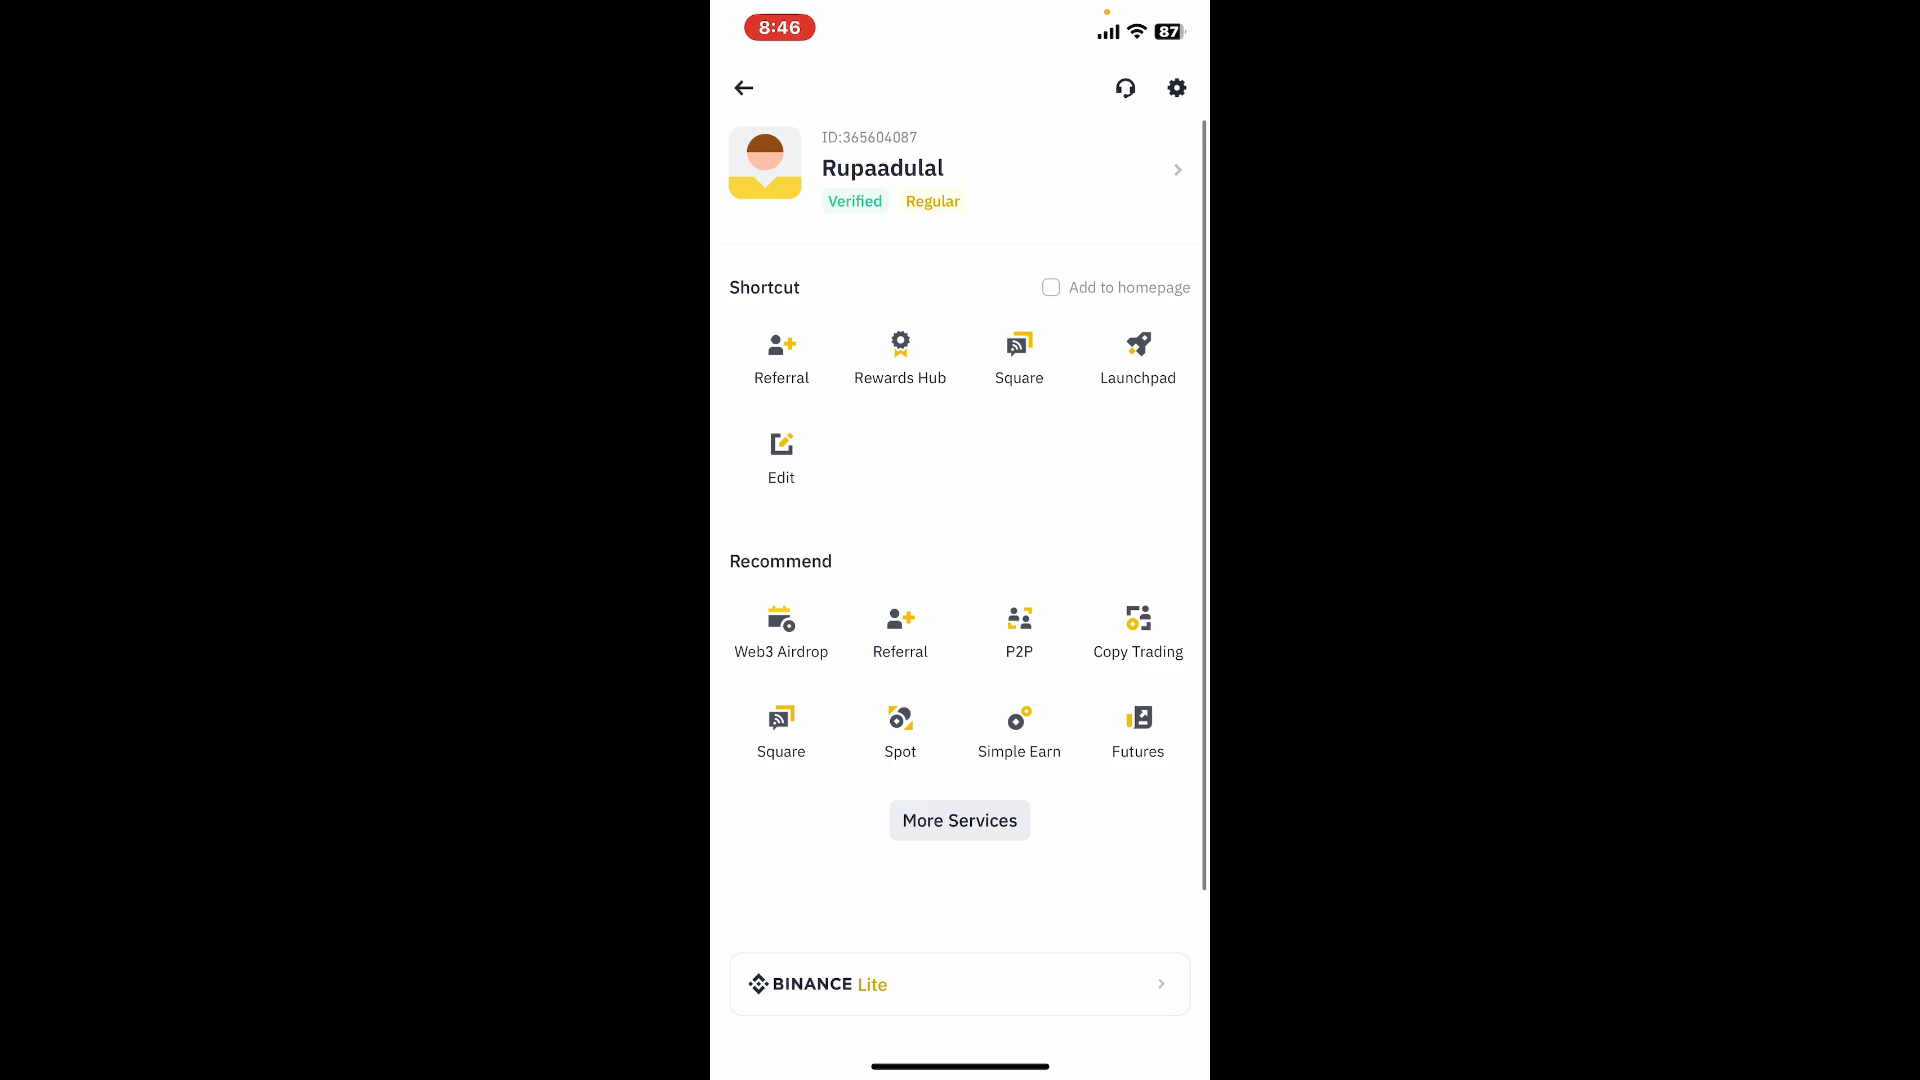 8:46
87
ID:365604087
Rupaadulal
Verified Regular
Shortcut Add to homepage
Referral Rewards Hub Square Launchpad
Edit
Recommend
Web3 Airdrop Referral P2P Copy Trading
Square Spot Simple Earn Futures
More Services
BINANCE Lite